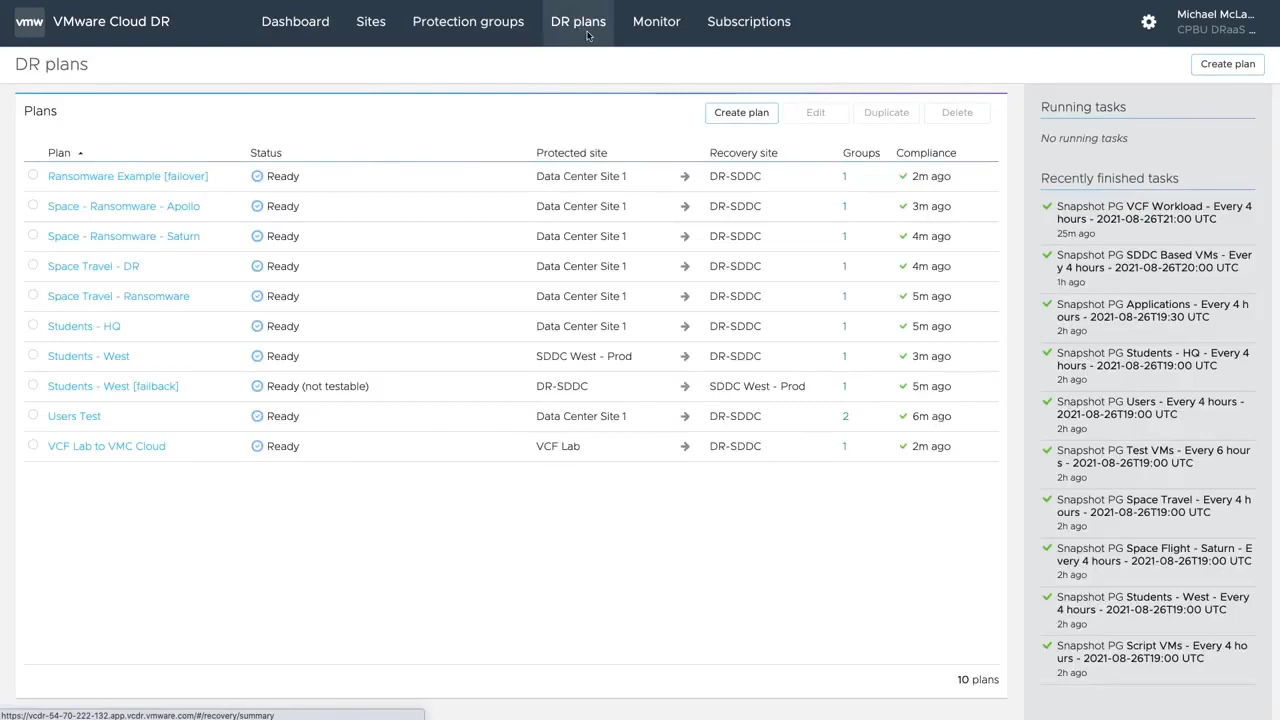 vmw VMware Cloud DR Dashboard Sites Protection groups DR plans Monitor Subscriptions Michael McLa...
CPBU DRaaS ...
DR plans Create plan
Plans Create plan Edit Duplicate Delete
Plan Status Protected site Recovery site Groups Compliance
Ransomware Example [failover] Ready Data Center Site 1 DR-SDDC 1 2m ago
Space - Ransomware - Apollo Ready Data Center Site 1 DR-SDDC 1 3m ago
Space - Ransomware - Saturn Ready Data Center Site 1 DR-SDDC 1 4m ago
Space Travel - DR Ready Data Center Site 1 DR-SDDC 1 4m ago
Space Travel - Ransomware Ready Data Center Site 1 DR-SDDC 1 5m ago
Students - HQ Ready Data Center Site 1 DR-SDDC 1 5m ago
Students - West Ready SDDC West - Prod DR-SDDC 1 3m ago
Students - West [failback] Ready (not testable) DR-SDDC SDDC West - Prod 1 5m ago
Users Test Ready Data Center Site 1 DR-SDDC 2 6m ago
VCF Lab to VMC Cloud Ready VCF Lab DR-SDDC 1 2m ago
10 plans
Running tasks
No running tasks
Recently finished tasks
Snapshot PG VCF Workload - Every 4
hours - 2021-08-26T21:00 UTC
25m ago
Snapshot PG SDDC Based VMs - Ever
y 4 hours - 2021-08-26T20:00 UTC
1h ago
Snapshot PG Applications - Every 4 h
ours - 2021-08-26T19:30 UTC
2h ago
Snapshot PG Students - HQ - Every 4
hours - 2021-08-26T19:00 UTC
2h ago
Snapshot PG Users - Every 4 hours -
2021-08-26T19:00 UTC
2h ago
Snapshot PG Test VMs - Every 6 hour
s - 2021-08-26T19:00 UTC
2h ago
Snapshot PG Space Travel - Every 4 h
ours - 2021-08-26T19:00 UTC
2h ago
Snapshot PG Space Flight - Saturn - E
very 4 hours - 2021-08-26T19:00 UTC
2h ago
Snapshot PG Students - West - Every
4 hours - 2021-08-26T19:00 UTC
2h ago
Snapshot PG Script VMs - Every 4 ho
urs - 2021-08-26T19:00 UTC
2h ago
https://vcdr-54-70-222-132.app.vcdr.vmware.com/#/recovery/summary